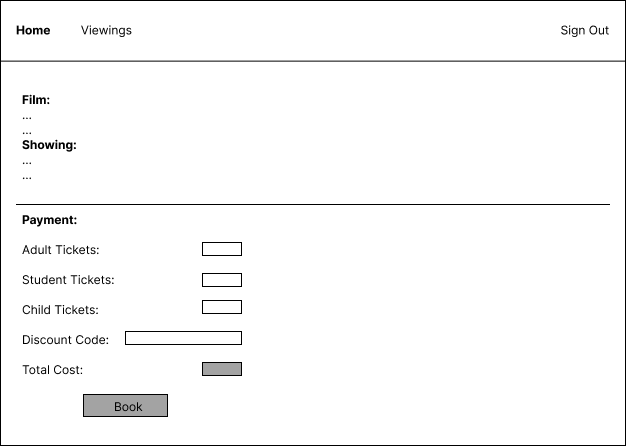 Home Viewings Sign Out
Film:
...
...
Showing:
...
...
Payment:
Adult Tickets:
Student Tickets:
Child Tickets:
Discount Code:
Total Cost:
Book